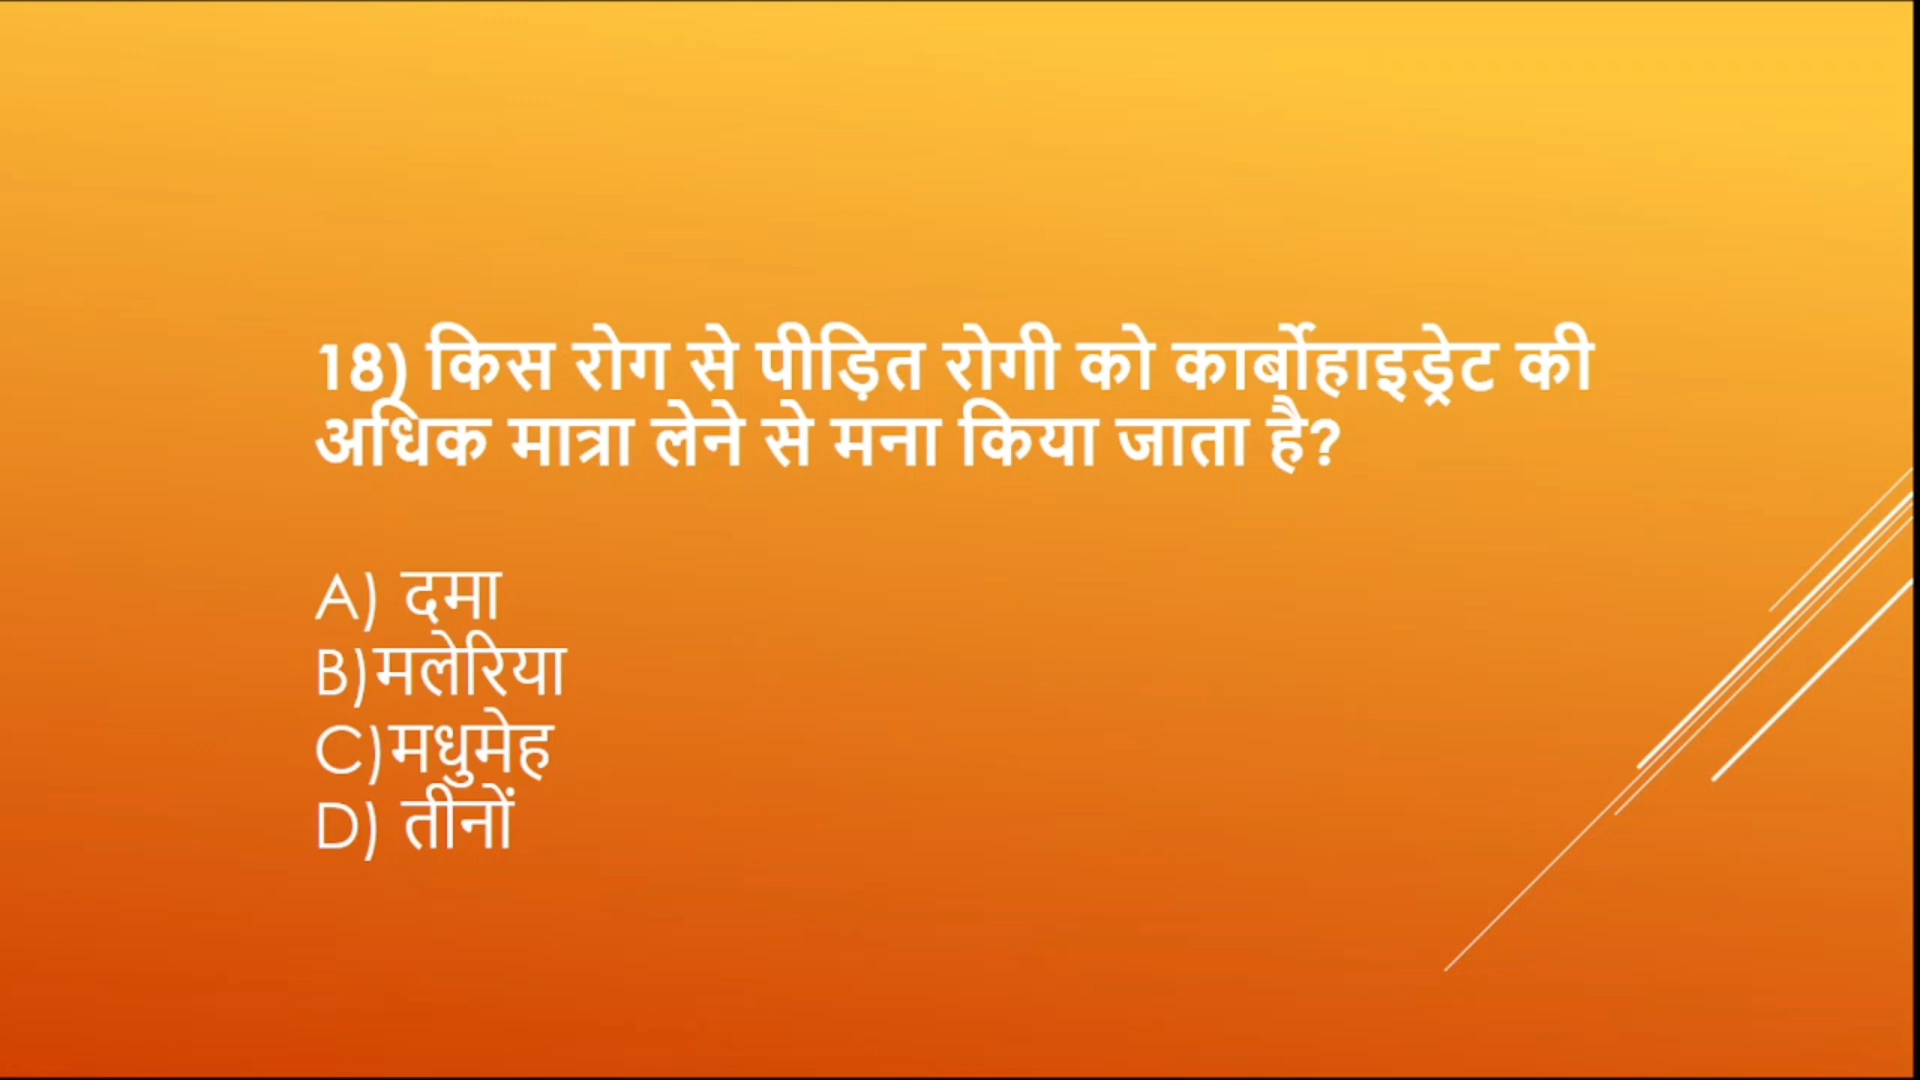 18) किस रोग से पीड़ित रोगी को कार्बोहाइड्रेट की
अधिक मात्रा लेने से मना किया जाता है?
A) दमा
B)मलेरिया
C)मधुमेह
D) तीनों